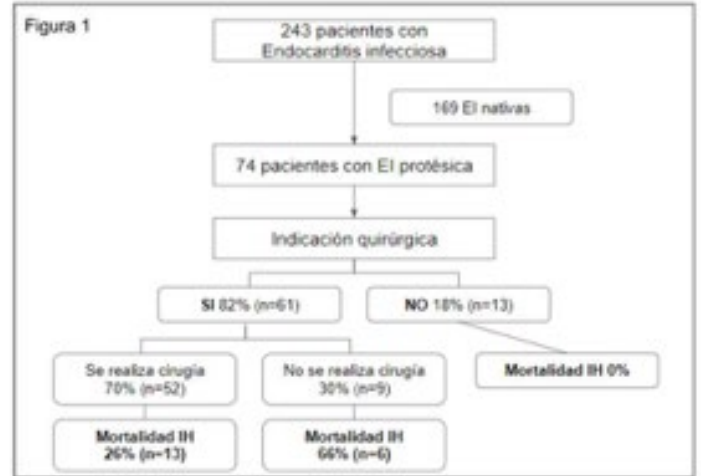 Figura 1
243 pacientes con
Endocarditis infecciosa
169 EI nativas
74 pacientes con EI protésica
Indicación quirúrgica
SI 82% (n=61)
NO 18% (n=13)
Se realiza cirugia
70% (n=52)
No se realiza cirugía
30% (n=9)
Mortalidad IH 0%
Mortalidad IH
26% (n=13)
Mortalidad IH
66% (n=6)